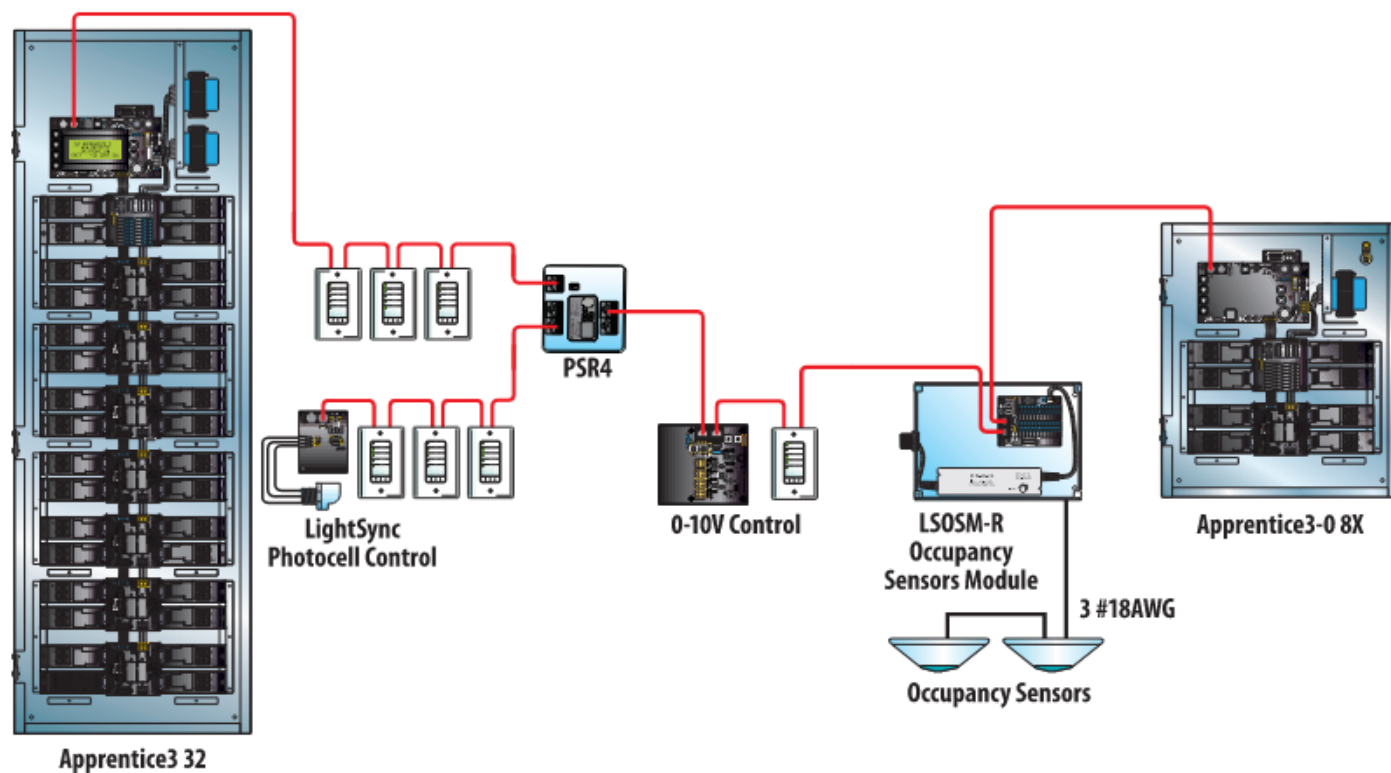 PSR4
LightSync
Photocell Control
0-10V Control
LSOSM-R
Occupancy
Sensors Module
Apprentice3-0 8X
3 #18AWG
Occupancy Sensors
Apprentice3 32